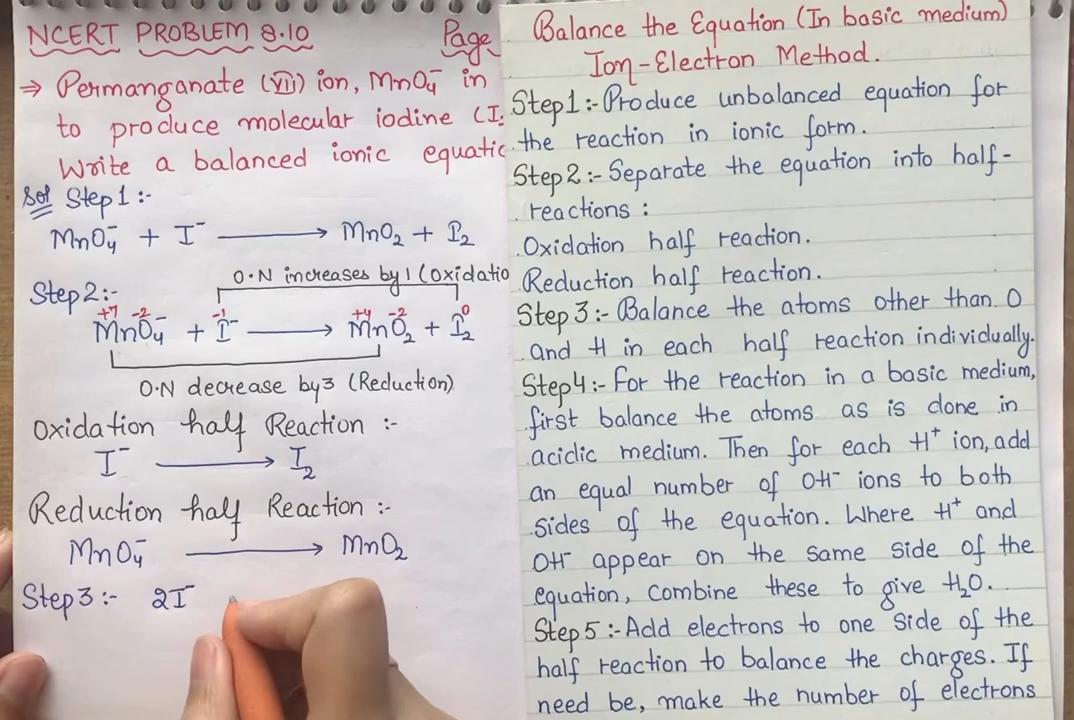 NCERT PROBLEM 8.10 Page
⇒ Permanganate (VII) ion, MnO₄⁻ in
to produce molecular iodine (I
Write a balanced ionic
Sol Step 1 :-
MnO₄⁻ + I⁻ ⟶ MnO₂ + I₂
O.N increases by 1 (Oxidatio
Step 2 :-
+7 -2 -1 +4 -2 0
MnO₄⁻ + I⁻ ⟶ MnO₂ + I₂
O.N decrease by 3 (Reduction)
Oxidation half Reaction :-
I⁻ ⟶ I₂
Reduction half Reaction :-
MnO₄⁻ ⟶ MnO₂
Step 3 :- 2I⁻
Balance the Equation (In basic medium)
Ion-Electron Method.
Step 1 :- Produce unbalanced equation for
the reaction in ionic form.
Step 2 :- Separate the equation into half-
reactions :
Oxidation half reaction.
Reduction half reaction.
Step 3 :- Balance the atoms other than O
and H in each half reaction individually.
Step 4 :- For the reaction in a basic medium,
first balance the atoms as is done in
acidic medium. Then for each H⁺ ion, add
an equal number of OH⁻ ions to both
sides of the equation. Where H⁺ and
OH⁻ appear on the same side of the
equation, combine these to give H₂O.
Step 5 :- Add electrons to one side of the
half reaction to balance the charges. If
need be, make the number of electrons